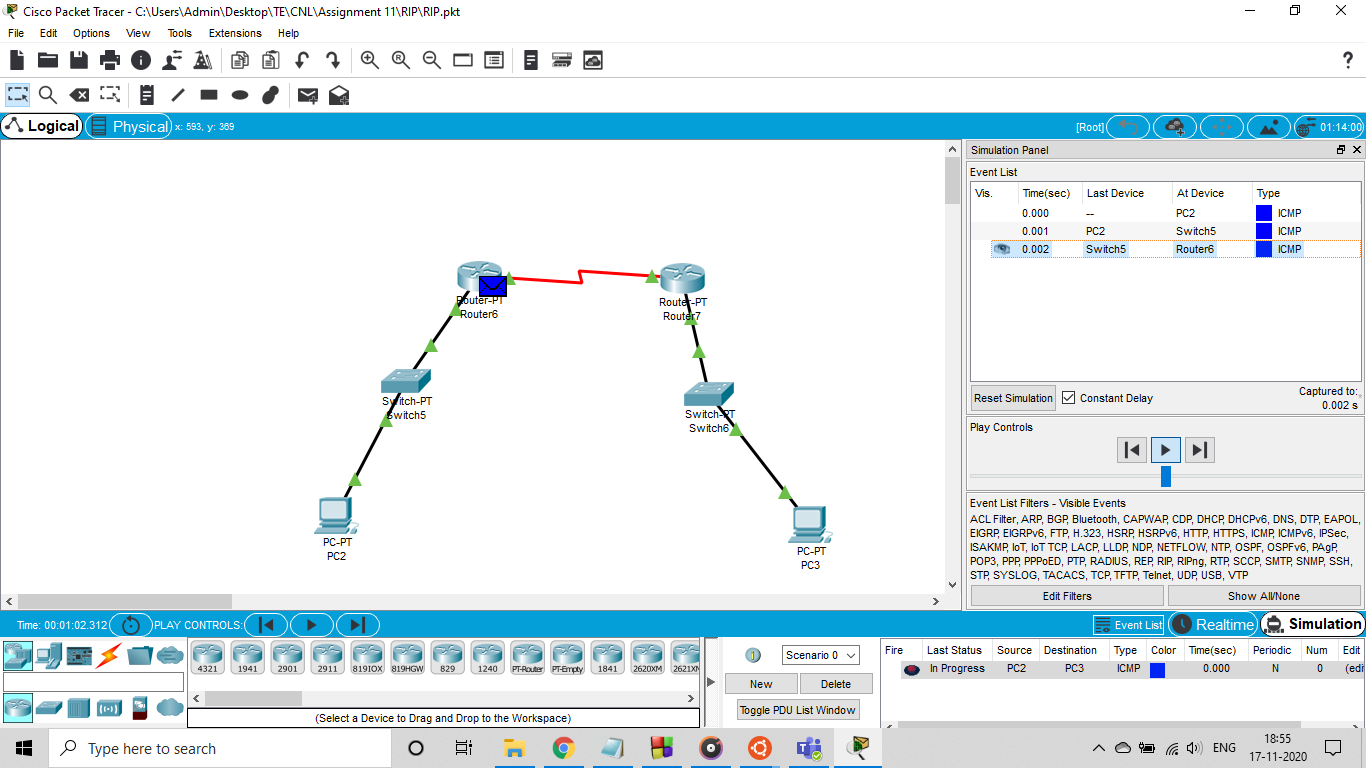 Cisco Packet Tracer - C:\Users\Admin\Desktop\TE\CNL\Assignment 11\RIP\RIP.pkt
File Edit Options View Tools Extensions Help
?
Logical Physical x: 593, y: 389 [Root] 01:14:00
Simulation Panel
Event List
Vis. Time(sec) Last Device At Device Type
0.000 -- PC2 ICMP
0.001 PC2 Switch5 ICMP
0.002 Switch5 Router6 ICMP
Reset Simulation Constant Delay Captured to:
0.002 s
Play Controls
Event List Filters - Visible Events
ACL Filter, ARP, BGP, Bluetooth, CAPWAP, CDP, DHCP, DHCPv6, DNS, DTP, EAPOL,
EIGRP, EIGRPv6, FTP, H.323, HSRP, HSRPv6, HTTP, HTTPS, ICMP, ICMPv6, IPSec,
ISAKMP, IoT, IoT TCP, LACP, LLDP, NDP, NETFLOW, NTP, OSPF, OSPFv6, PAgP,
POP3, PPP, PPPoED, PTP, RADIUS, REP, RIP, RIPng, RTP, SCCP, SMTP, SNMP, SSH,
STP, SYSLOG, TACACS, TCP, TFTP, Telnet, UDP, USB, VTP
Edit Filters Show All/None
Router-PT
Router6
Router-PT
Router7
Switch-PT
Switch5
Switch-PT
Switch6
PC-PT
PC2
PC-PT
PC3
Time: 00:01:02.312 PLAY CONTROLS: Event List Realtime Simulation
4321 1941 2901 2911 819IOX 819HGW 829 1240 PT-Router PT-Empty 1841 2620XM 2621XM
(Select a Device to Drag and Drop to the Workspace)
Scenario 0
New Delete
Toggle PDU List Window
Fire Last Status Source Destination Type Color Time(sec) Periodic Num Edit
In Progress PC2 PC3 ICMP 0.000 N 0 (edi
Type here to search
ENG
18:55
17-11-2020